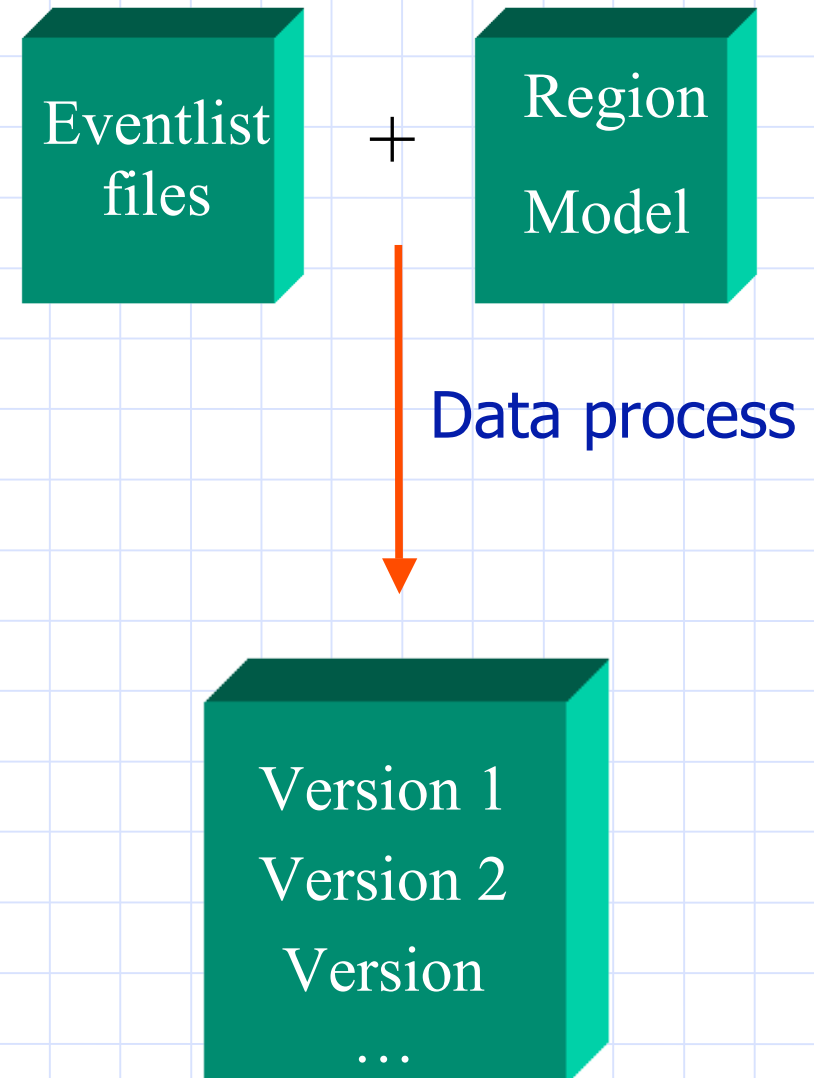 Eventlist
files
+
Region
Model
Data process
Version 1
Version 2
Version
…